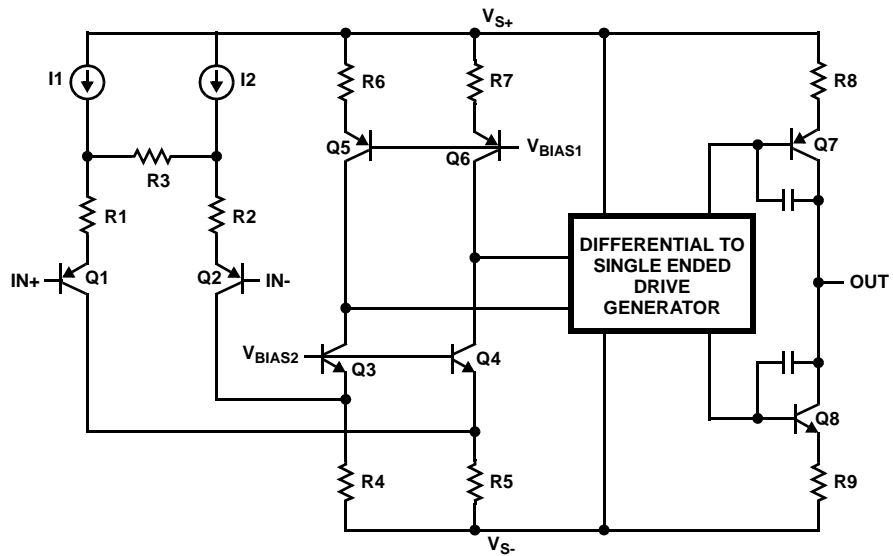 VS+
I1
I2
R6
R7
R8
Q5
Q6
VBIAS1
Q7
R3
R1
R2
IN+
Q1
Q2
IN-
DIFFERENTIAL TO
SINGLE ENDED
DRIVE
GENERATOR
OUT
VBIAS2
Q3
Q4
Q8
R4
R5
R9
VS-